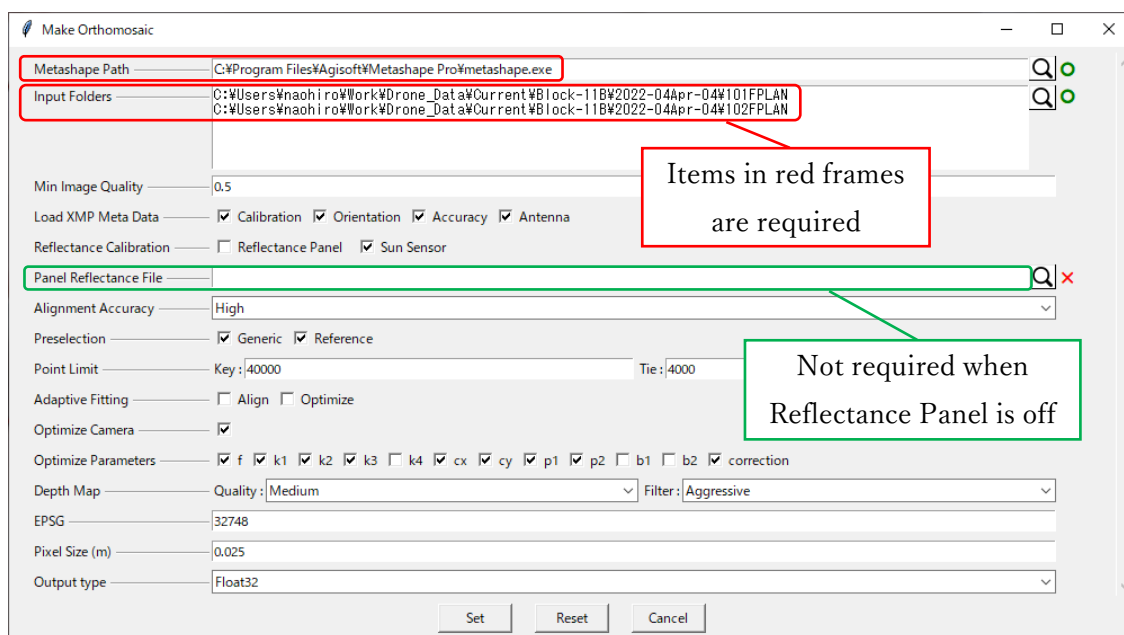 Make Orthomosaic
Metashape Path C:¥Program Files¥Agisoft¥Metashape Pro¥metashape.exe
Input Folders C:¥Users¥naohiro¥Work¥Drone_Data¥Current¥Block-11B¥2022-04Apr-04¥101FPLAN
C:¥Users¥naohiro¥Work¥Drone_Data¥Current¥Block-11B¥2022-04Apr-04¥102FPLAN
Items in red frames
are required
Min Image Quality 0.5
Load XMP Meta Data Calibration Orientation Accuracy Antenna
Reflectance Calibration Reflectance Panel Sun Sensor
Panel Reflectance File
Alignment Accuracy High
Preselection Generic Reference
Point Limit Key : 40000 Tie : 4000
Not required when
Reflectance Panel is off
Adaptive Fitting Align Optimize
Optimize Camera
Optimize Parameters f k1 k2 k3 k4 cx cy p1 p2 b1 b2 correction
Depth Map Quality : Medium Filter : Aggressive
EPSG 32748
Pixel Size (m) 0.025
Output type Float32
Set Reset Cancel